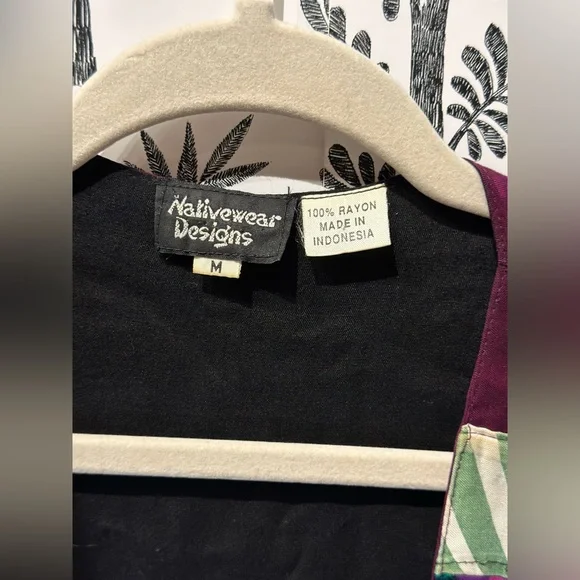 Nativewear
Designs
M
100% RAYON
MADE IN
INDONESIA